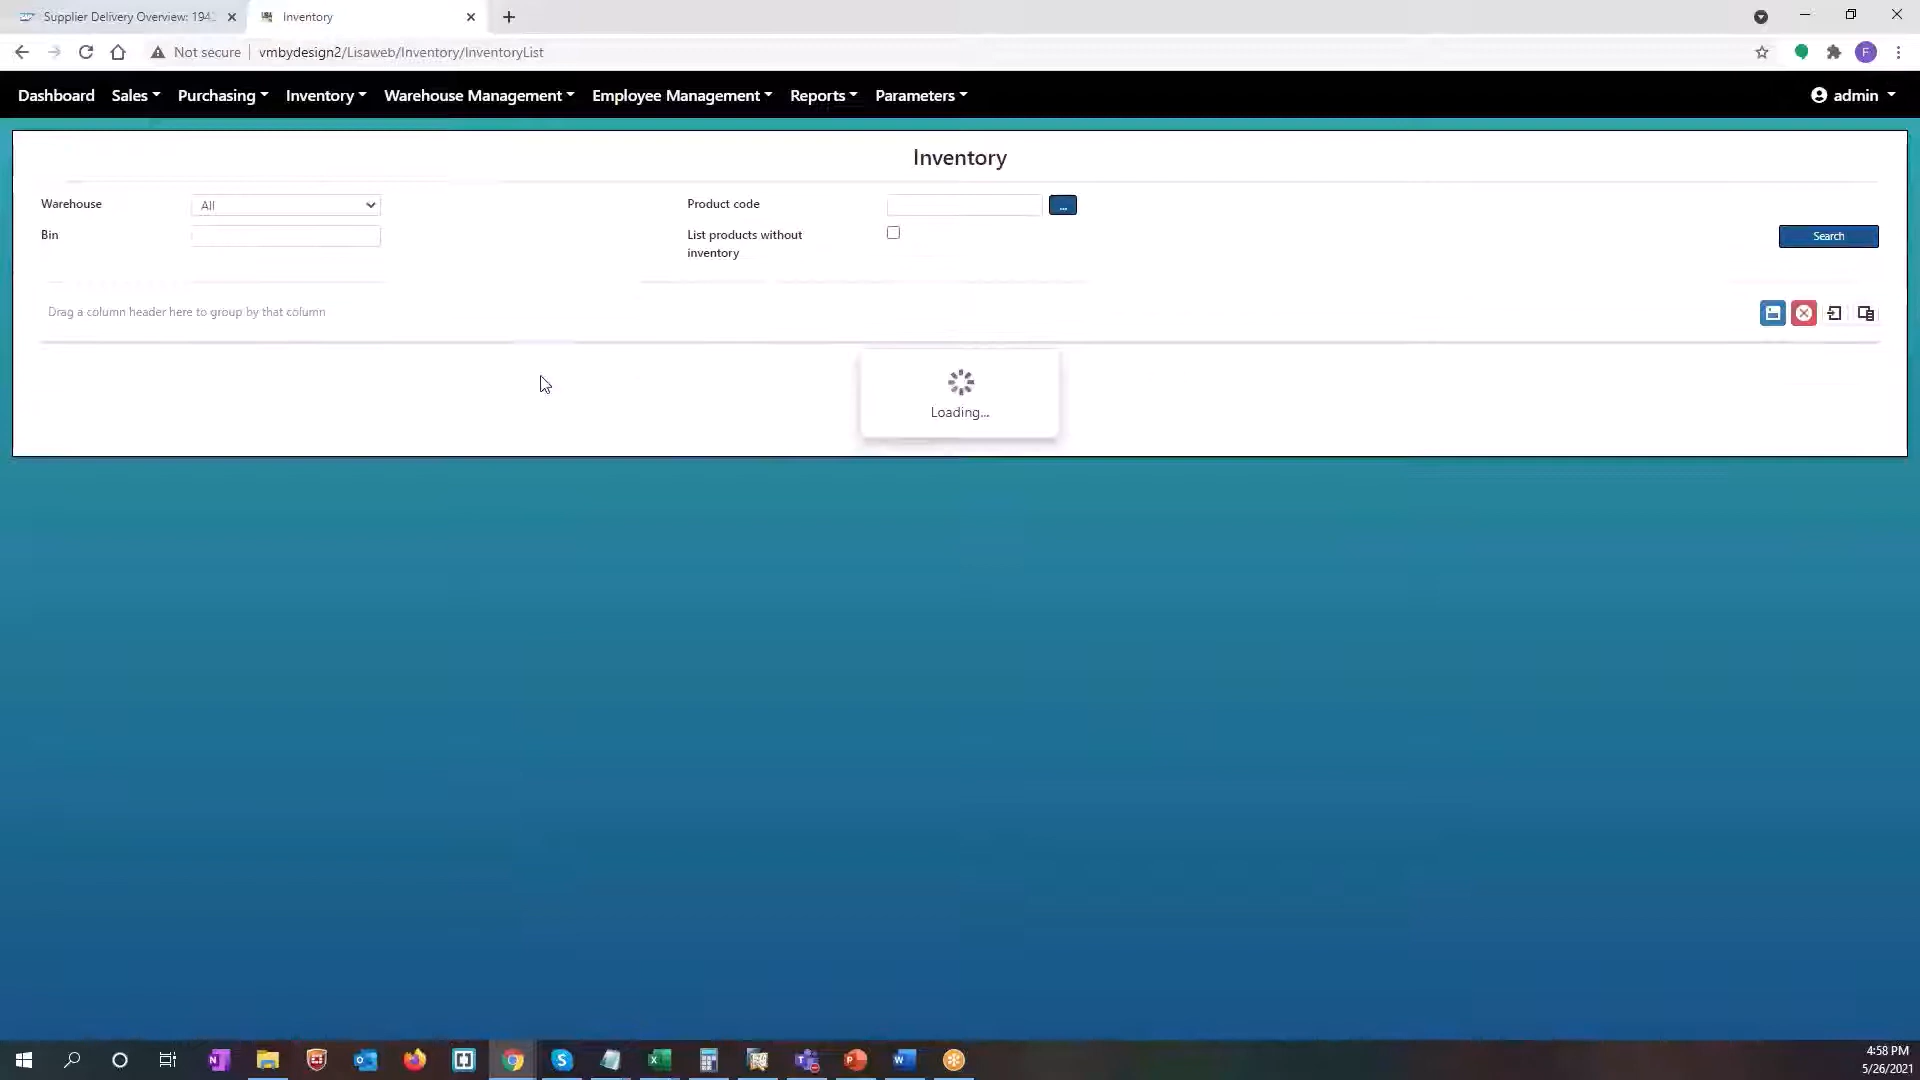 Supplier Delivery Overview: 194
Inventory
Not secure
vmbydesign2/Lisaweb/Inventory/InventoryList
F
Dashboard Sales Purchasing Inventory Warehouse Management Employee Management Reports Parameters admin
Inventory
Warehouse All Product code ...
Bin List products without
inventory
Search
Drag a column header here to group by that column
Loading...
4:58 PM
5/26/2021